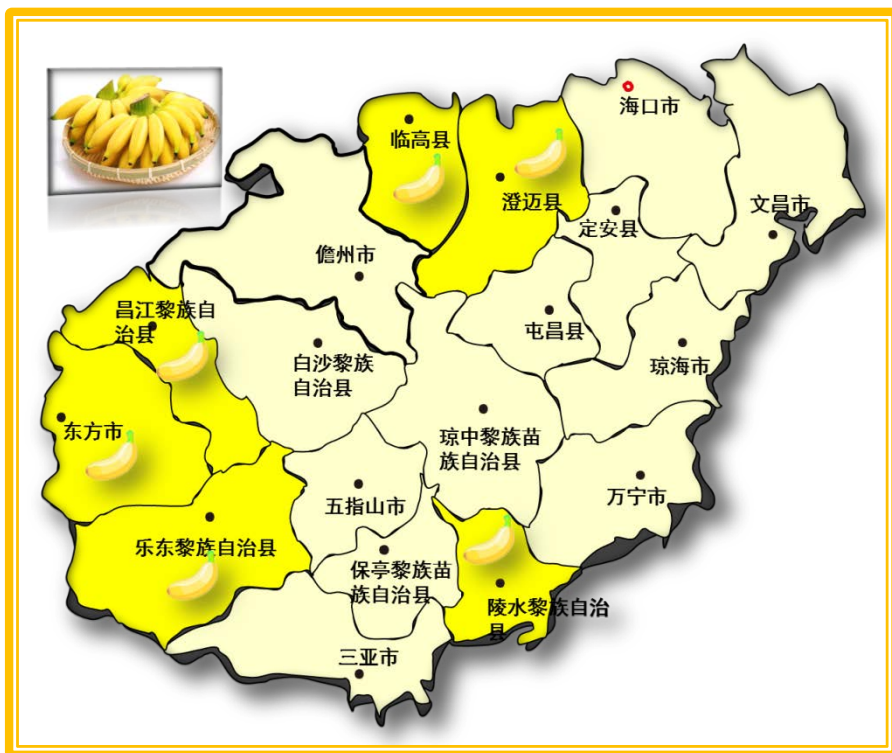 海口市
临高县
澄迈县
文昌市
定安县
儋州市
昌江黎族自
治县
屯昌县
白沙黎族
自治县
琼海市
东方市
琼中黎族苗
族自治县
万宁市
五指山市
乐东黎族自治县
保亭黎族苗
族自治县
陵水黎族自治
县
三亚市